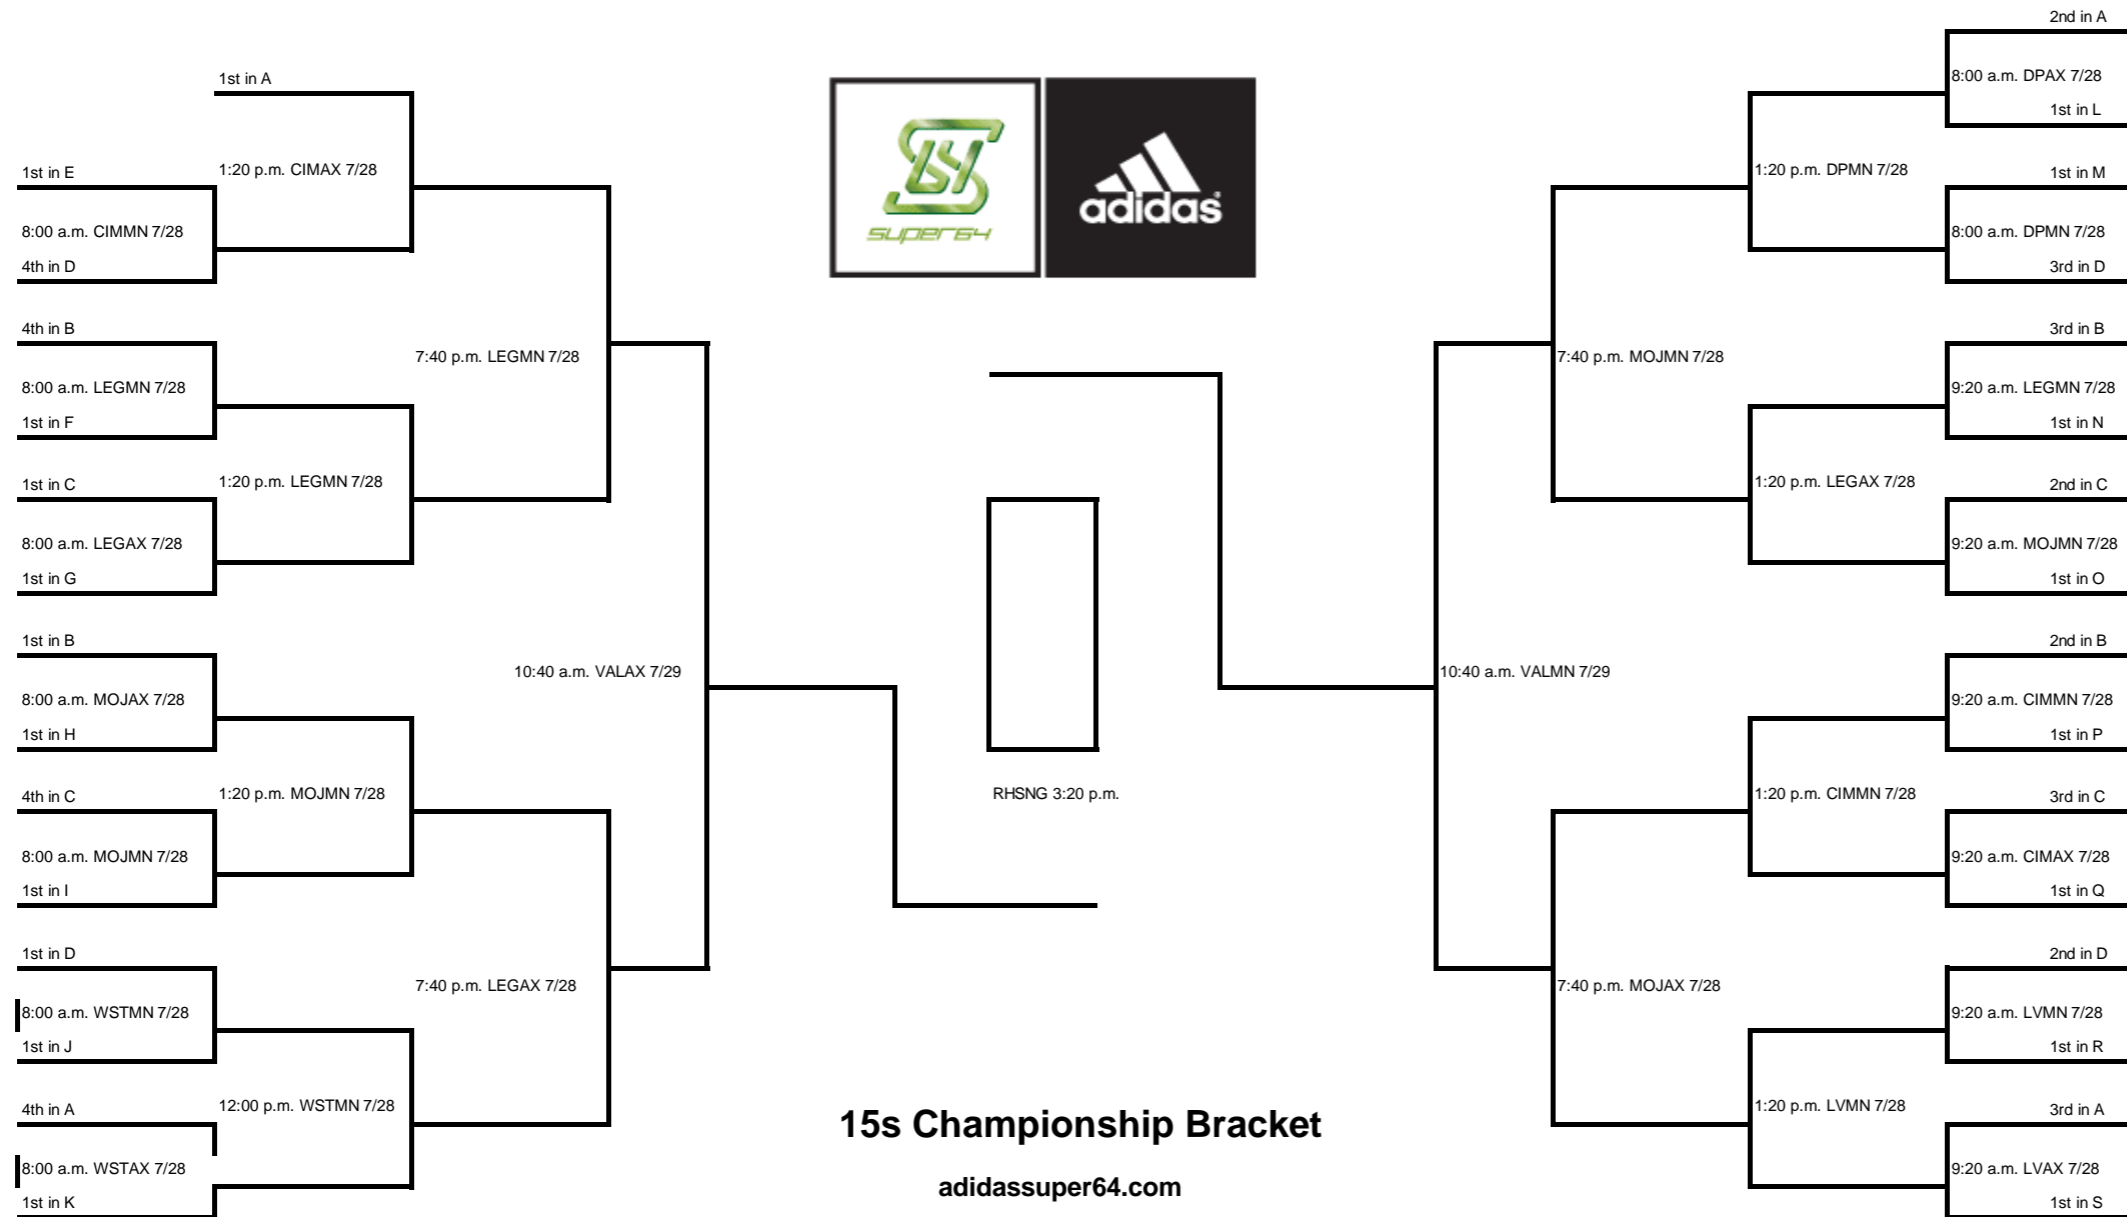 1st in A
1:20 p.m. CIMAX 7/28
1st in E
8:00 a.m. CIMMN 7/28
4th in D
4th in B
7:40 p.m. LEGMN 7/28
8:00 a.m. LEGMN 7/28
1st in F
1st in C
1:20 p.m. LEGMN 7/28
8:00 a.m. LEGAX 7/28
1st in G
1st in B
10:40 a.m. VALAX 7/29
8:00 a.m. MOJAX 7/28
1st in H
4th in C
1:20 p.m. MOJMN 7/28
8:00 a.m. MOJMN 7/28
1st in I
1st in D
7:40 p.m. LEGAX 7/28
8:00 a.m. WSTMN 7/28
1st in J
4th in A
12:00 p.m. WSTMN 7/28
8:00 a.m. WSTAX 7/28
1st in K
super64
adidas
RHSNG 3:20 p.m.
15s Championship Bracket
adidassuper64.com
2nd in A
8:00 a.m. DPAX 7/28
1st in L
1:20 p.m. DPMN 7/28
1st in M
8:00 a.m. DPMN 7/28
3rd in D
3rd in B
7:40 p.m. MOJMN 7/28
9:20 a.m. LEGMN 7/28
1st in N
1:20 p.m. LEGAX 7/28
2nd in C
9:20 a.m. MOJMN 7/28
1st in O
2nd in B
10:40 a.m. VALMN 7/29
9:20 a.m. CIMMN 7/28
1st in P
1:20 p.m. CIMMN 7/28
3rd in C
9:20 a.m. CIMAX 7/28
1st in Q
2nd in D
7:40 p.m. MOJAX 7/28
9:20 a.m. LVMN 7/28
1st in R
1:20 p.m. LVMN 7/28
3rd in A
9:20 a.m. LVAX 7/28
1st in S